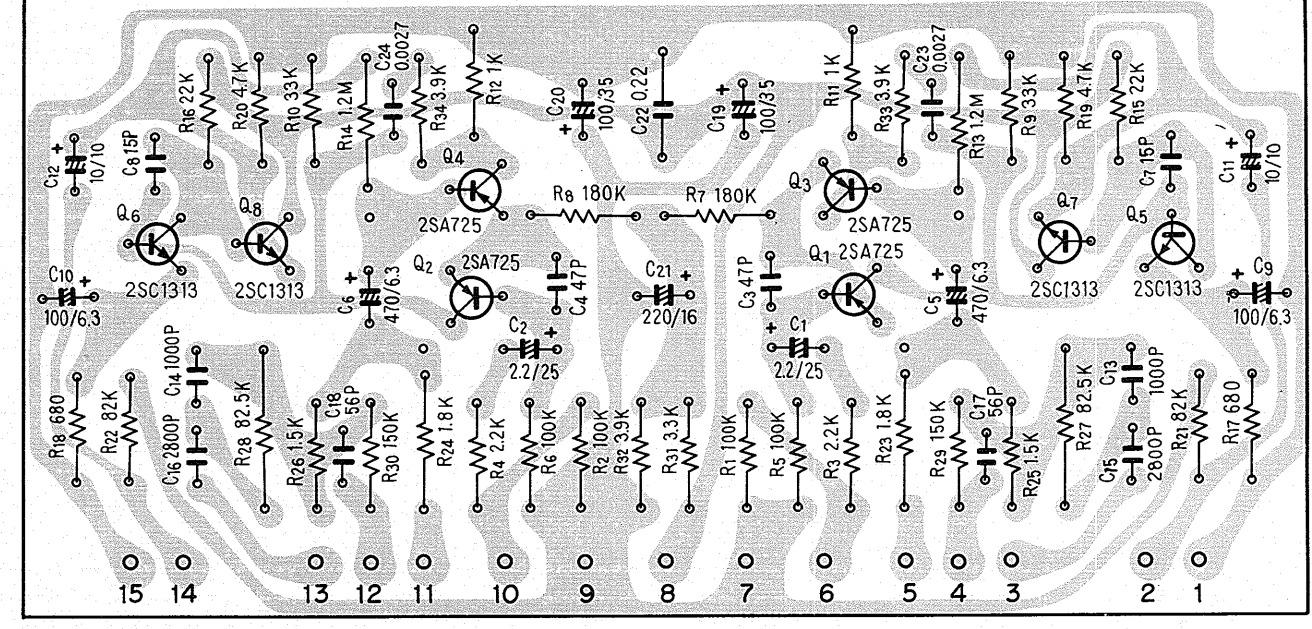 R16 22K
R20 4.7K
R10 33K
R14 1.2M
C24 0.0027
R34 3.9K
R12 1K
C20 100/3.5
C22 0.22
C19 100/3.5
R11 1K
R33 3.9K
C23 0.0027
R13 1.2M
R9 33K
R19 4.7K
R15 22K
C12 10/10
C8 15P
Q4
2SA725
R8 180K
R7 180K
Q3
2SA725
C7 15P
C11 10/10
Q6
2SC1313
Q8
2SC1313
Q7
2SC1313
Q5
2SC1313
C10
100/6.3
C6 470/6.3
Q2
2SA725
C4 47P
C21
220/16
C3 47P
Q1
C5 470/6.3
C9
100/6.3
C2
2.2/25
C1
2.2/25
C14 1000P
C13 1000P
R18 680
R22 82K
C16 2800P
R28 82.5K
R26 1.5K
C18 56P
R30 150K
R24 1.8K
R4 2.2K
R6 100K
R2 100K
R32 3.9K
R31 3.3K
R1 100K
R5 100K
R3 2.2K
R23 1.8K
R29 150K
C17 56P
R25 1.5K
R27 82.5K
C15 2800P
R21 82K
R17 680
15 14 13 12 11 10 9 8 7 6 5 4 3 2 1